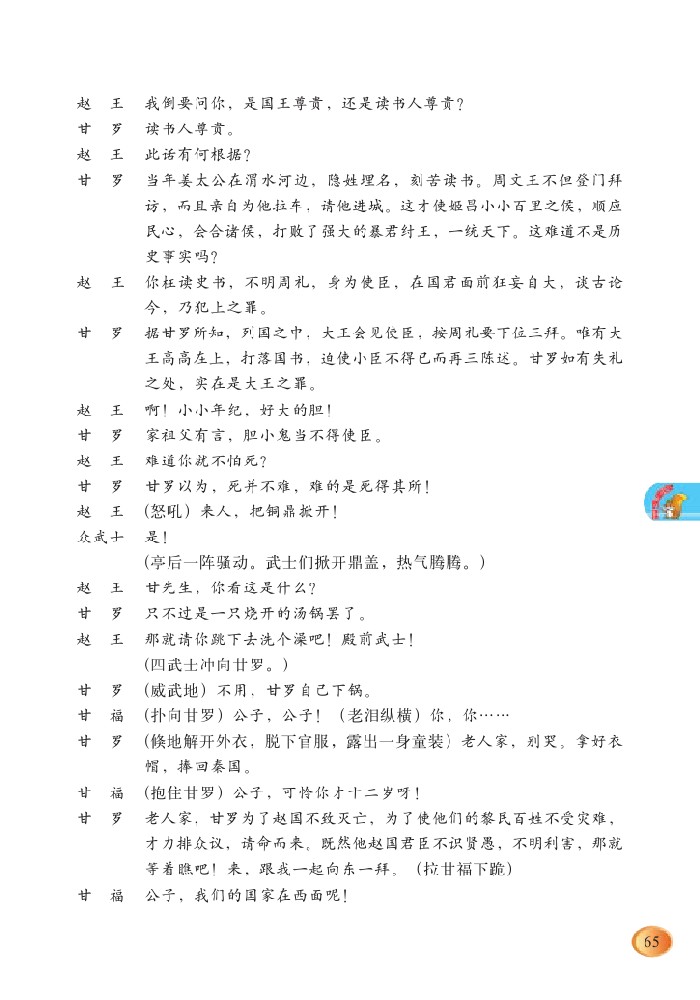 赵　王　我倒要问你，是国王尊贵，还是读书人尊贵？
甘　罗　读书人尊贵。
赵　王　此话有何根据？
甘　罗　当年姜太公在渭水河边，隐姓埋名，刻苦读书。周文王不但登门拜
访，而且亲自为他拉车，请他进城。这才使姬吕小小百里之侯，顺应
民心，会合诸侯，打败了强大的暴君纣王，一统天下。这难道不是历
史事实吗？
赵　王　你枉读史书，不明周礼，身为使臣，在国君面前狂妄自大，谈古论
今，乃犯上之罪。
甘　罗　据甘罗所知，列国之中，大王会见使臣，按周礼要下位三拜。唯有大
王高高在上，打落国书，迫使小臣不得已而再三陈述。甘罗如有失礼
之处，实在是大王之罪。
赵　王　啊！小小年纪，好大的胆！
甘　罗　家祖父有言，胆小鬼当不得使臣。
赵　王　难道你就不怕死？
甘　罗　甘罗以为，死并不难，难的是死得其所！
赵　王　（怒吼）来人，把铜鼎掀开！
众武士　是！
（亭后一阵骚动。武士们掀开鼎盖，热气腾腾。）
赵　王　甘先生，你看这是什么？
甘　罗　只不过是一只烧开的汤锅罢了。
赵　王　那就请你跳下去洗个澡吧！殿前武士！
（四武士冲向甘罗。）
甘　罗　（威武地）不用，甘罗自己下锅。
甘　福　（扑向甘罗）公子，公子！（老泪纵横）你，你……
甘　罗　（倏地解开外衣，脱下官服，露出一身童装）老人家，别哭。拿好衣
帽，捧回秦国。
甘　福　（抱住甘罗）公子，可怜你才十二岁呀！
甘　罗　老人家，甘罗为了赵国不致灭亡，为了使他们的黎民百姓不受灾难，
才力排众议，请命而来。既然他赵国君臣不识贤愚，不明利害，那就
等着瞧吧！来，跟我一起向东一拜。（拉甘福下跪）
甘　福　公子，我们的国家在西面呢！
65